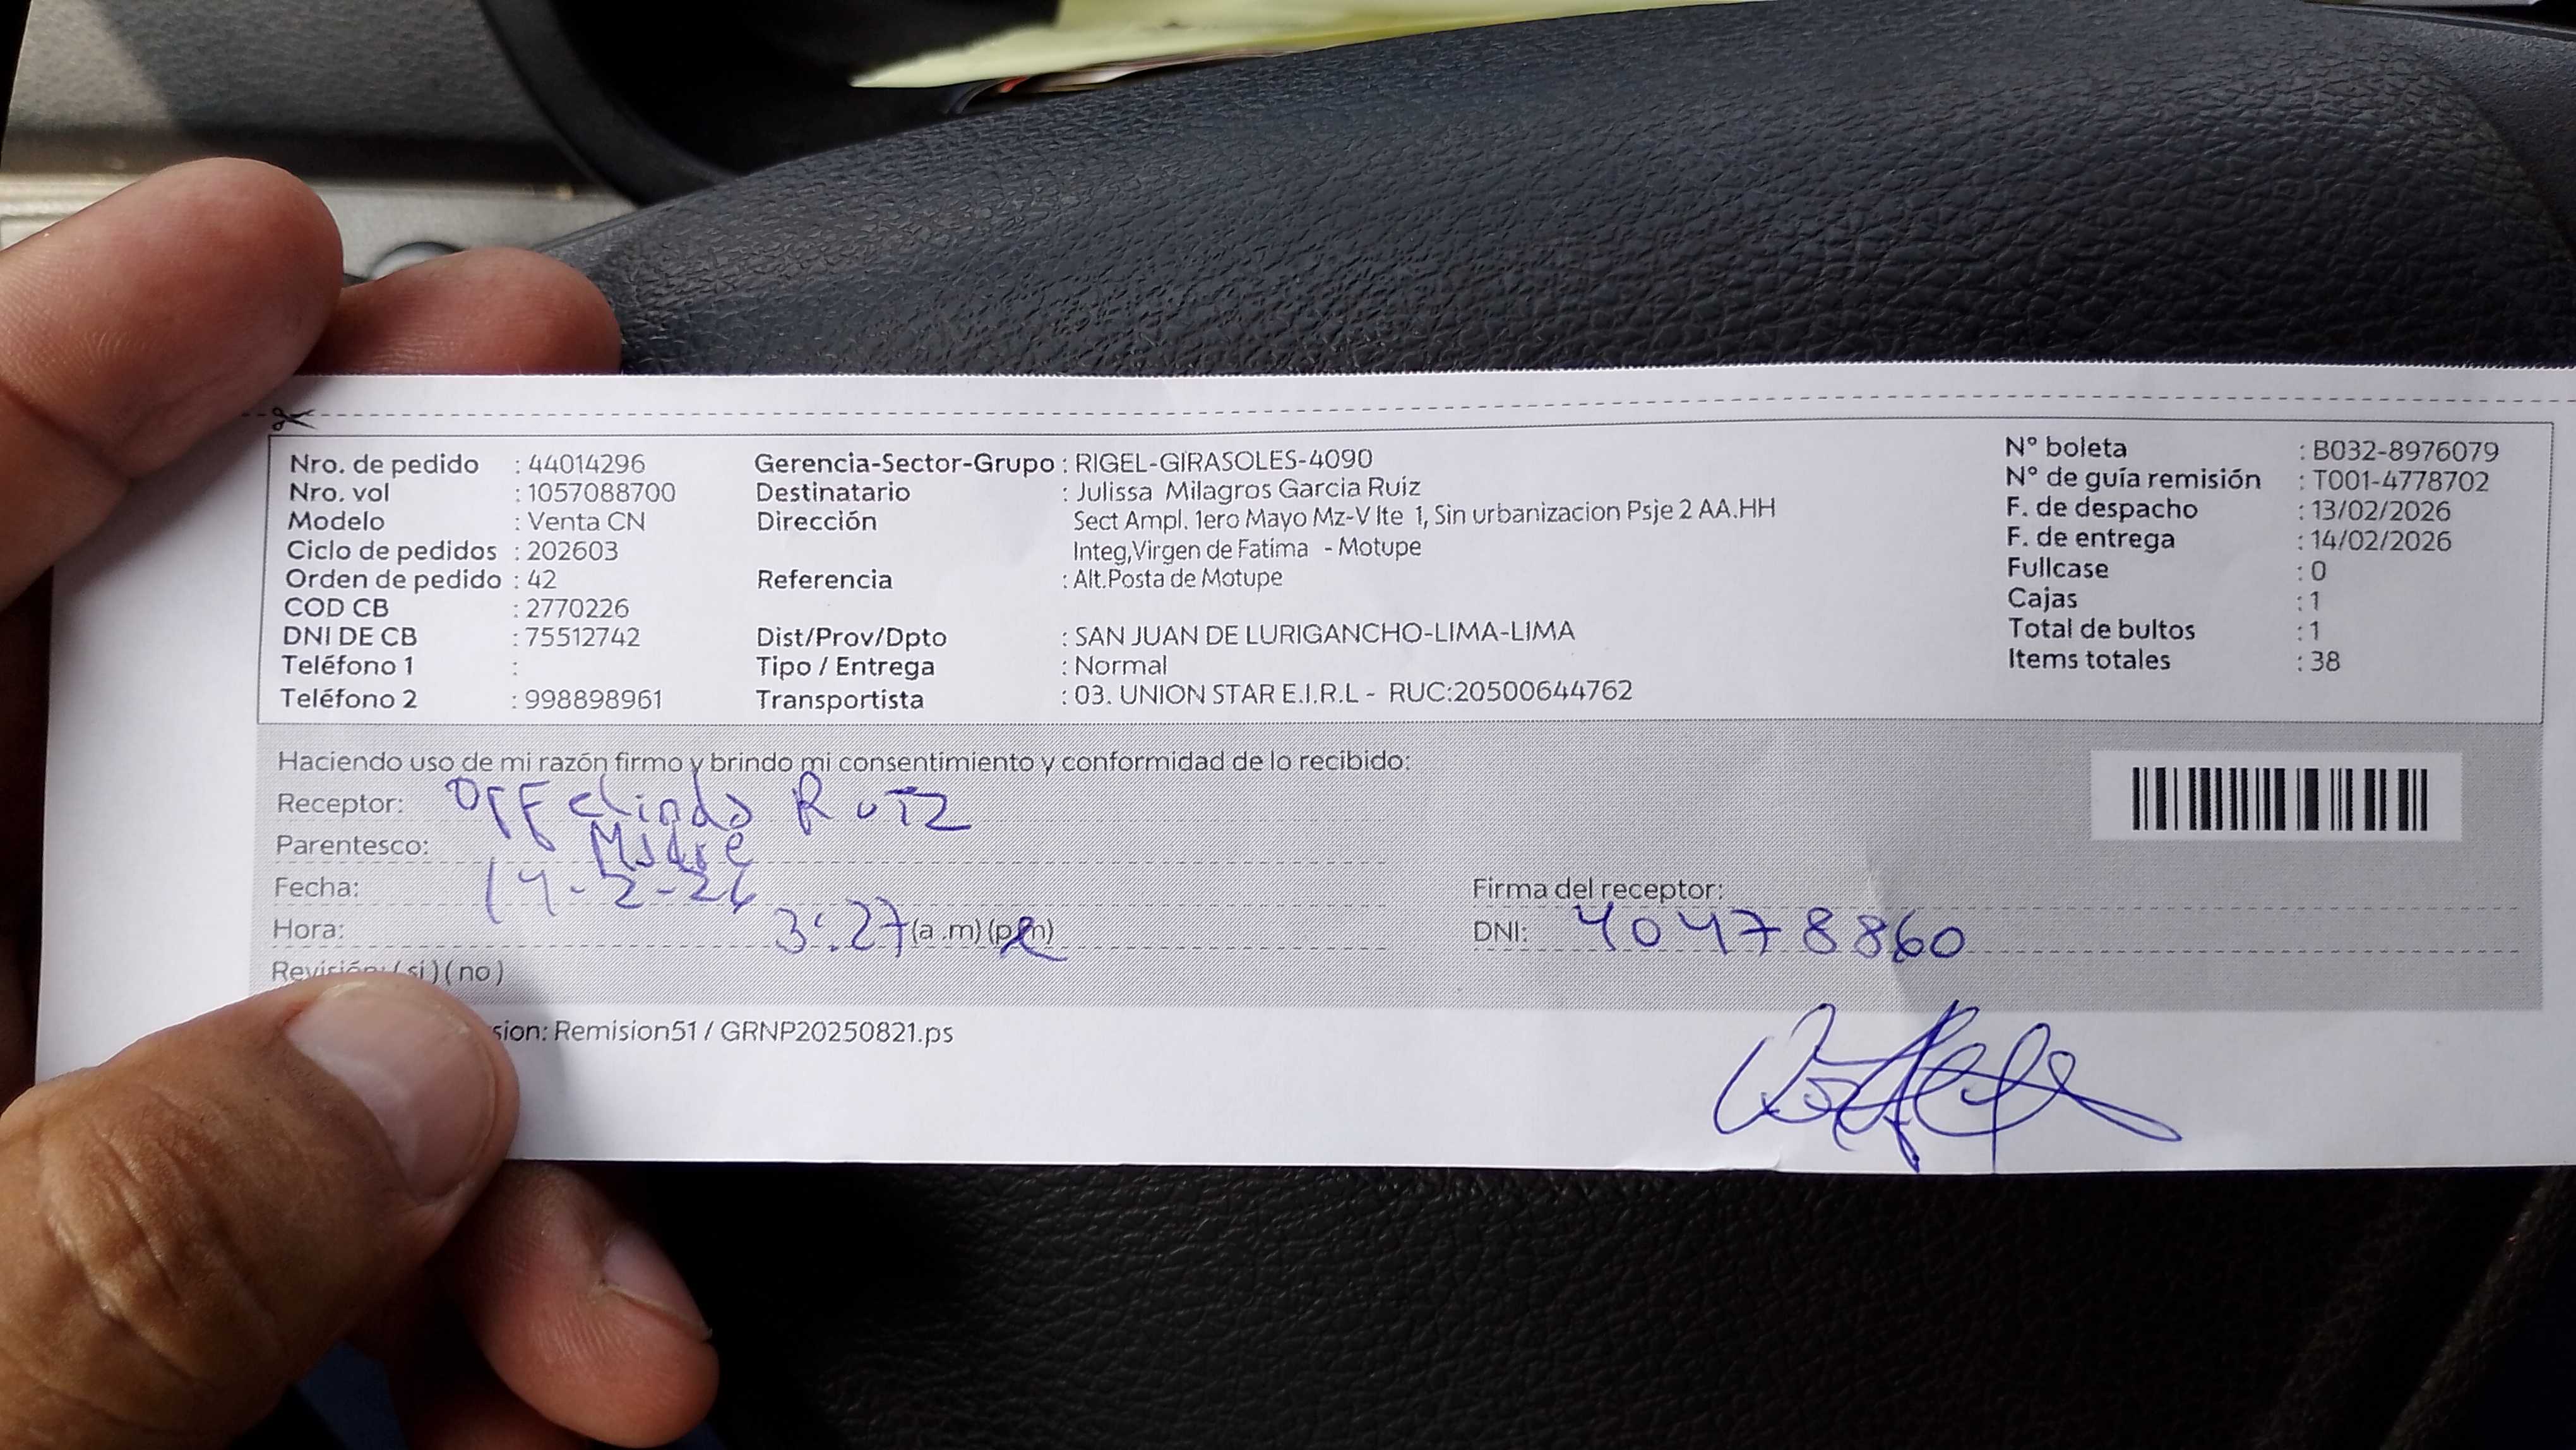 Nro. de pedido : 44014296
Nro. vol : 1057088700
Modelo : Venta CN
Ciclo de pedidos : 202603
Orden de pedido : 42
COD CB : 2770226
DNI DE CB : 75512742
Teléfono 1 :
Teléfono 2 : 998898961
Gerencia-Sector-Grupo : RIGEL-GIRASOLES-4090
Destinatario : Julissa Milagros Garcia Ruiz
Dirección Sect Ampl. 1ero Mayo Mz-V lte 1, Sin urbanizacion Psje 2 AA.HH
Integ,Virgen de Fatima - Motupe
Referencia : Alt.Posta de Motupe
Dist/Prov/Dpto : SAN JUAN DE LURIGANCHO-LIMA-LIMA
Tipo / Entrega : Normal
Transportista : 03. UNION STAR E.I.R.L - RUC:20500644762
N° boleta : B032-8976079
N° de guía remisión : T001-4778702
F. de despacho : 13/02/2026
F. de entrega : 14/02/2026
Fullcase : 0
Cajas : 1
Total de bultos : 1
Items totales : 38
Haciendo uso de mi razón firmo y brindo mi consentimiento y conformidad de lo recibido:
Receptor: Ruiz
Parentesco: Madre
Fecha: 14-2-26
Hora: 3:27 (a .m) (p.m)
Revisión: ( si ) ( no )
Firma del receptor:
DNI: 40478860
sion: Remision51 / GRNP20250821.ps